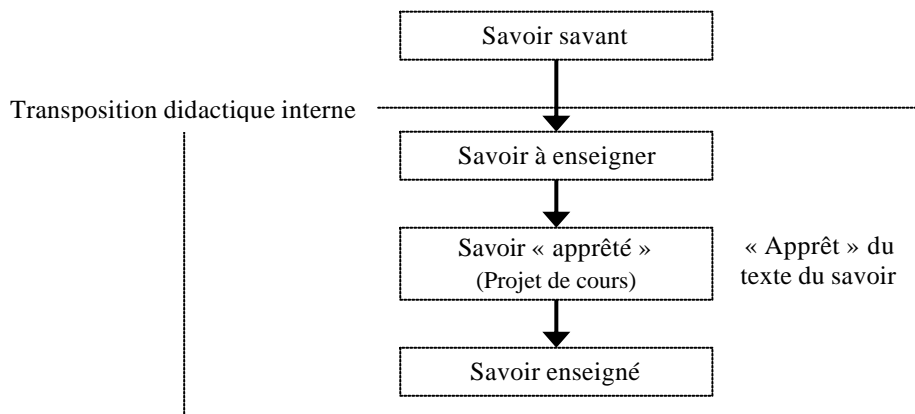 Savoir savant
Transposition didactique interne
Savoir à enseigner
Savoir « apprêté »
(Projet de cours)
« Apprêt » du
texte du savoir
Savoir enseigné